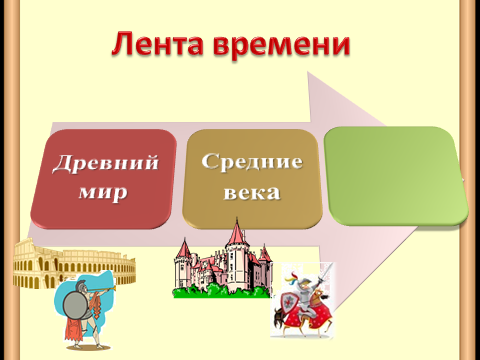 Лента времени
Древний
мир
Средние
века